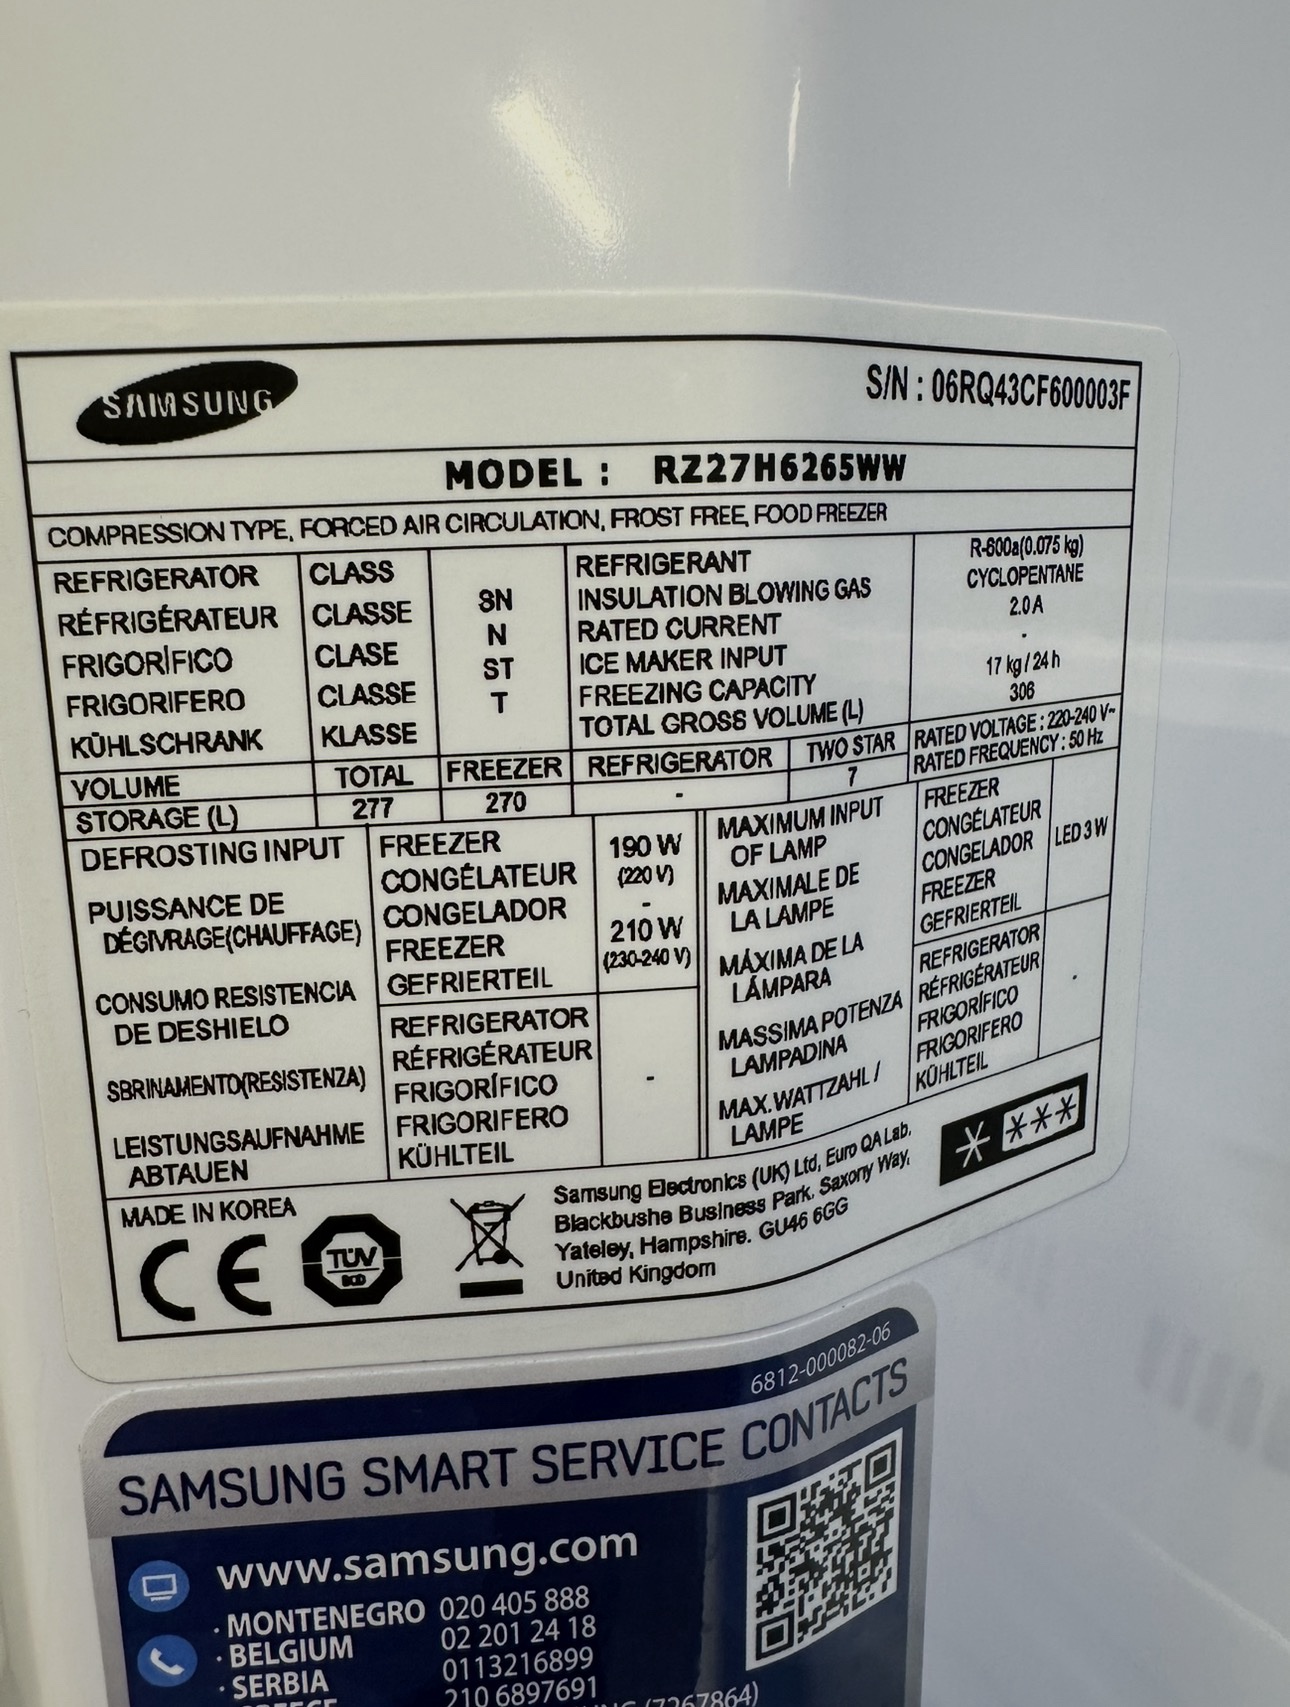 SAMSUNG
S/N : 06RQ43CF600003F
MODEL : RZ27H6265WW
COMPRESSION TYPE, FORCED AIR CIRCULATION, FROST FREE, FOOD FREEZER
REFRIGERATOR
RÉFRIGÉRATEUR
FRIGORÍFICO
FRIGORIFERO
KÜHLSCHRANK
CLASS
CLASSE
CLASE
CLASSE
KLASSE
SN
N
ST
T
REFRIGERANT R-600a(0.075 kg)
INSULATION BLOWING GAS CYCLOPENTANE
RATED CURRENT 2.0 A
ICE MAKER INPUT -
FREEZING CAPACITY 17 kg / 24 h
TOTAL GROSS VOLUME (L) 306
VOLUME TOTAL FREEZER REFRIGERATOR TWO STAR
STORAGE (L) 277 270 - 7
RATED VOLTAGE : 220-240 V~
RATED FREQUENCY : 50 Hz
DEFROSTING INPUT
PUISSANCE DE
DÉGIVRAGE(CHAUFFAGE)
CONSUMO RESISTENCIA
DE DESHIELO
SBRINAMENTO(RESISTENZA)
LEISTUNGSAUFNAHME
ABTAUEN
FREEZER
CONGÉLATEUR
CONGELADOR
FREEZER
GEFRIERTEIL
190 W
(220 V)
-
210 W
(230-240 V)
REFRIGERATOR
RÉFRIGÉRATEUR
FRIGORÍFICO
FRIGORIFERO
KÜHLTEIL
-
MAXIMUM INPUT
OF LAMP
MAXIMALE DE
LA LAMPE
MÁXIMA DE LA
LÁMPARA
MASSIMA POTENZA
LAMPADINA
MAX.WATTZAHL /
LAMPE
FREEZER
CONGÉLATEUR
CONGELADOR
FREEZER
GEFRIERTEIL
LED 3 W
REFRIGERATOR
RÉFRIGÉRATEUR
FRIGORÍFICO
FRIGORIFERO
KÜHLTEIL
-
MADE IN KOREA
CE
TÜV
Samsung Electronics (UK) Ltd, Euro QA Lab.
Blackbushe Business Park, Saxony Way,
Yateley, Hampshire. GU46 6GG
United Kingdom
6812-000082-06
SAMSUNG SMART SERVICE CONTACTS
www.samsung.com
· MONTENEGRO 020 405 888
· BELGIUM 02 201 24 18
· SERBIA 0113216899
210 6897691
(7267864)